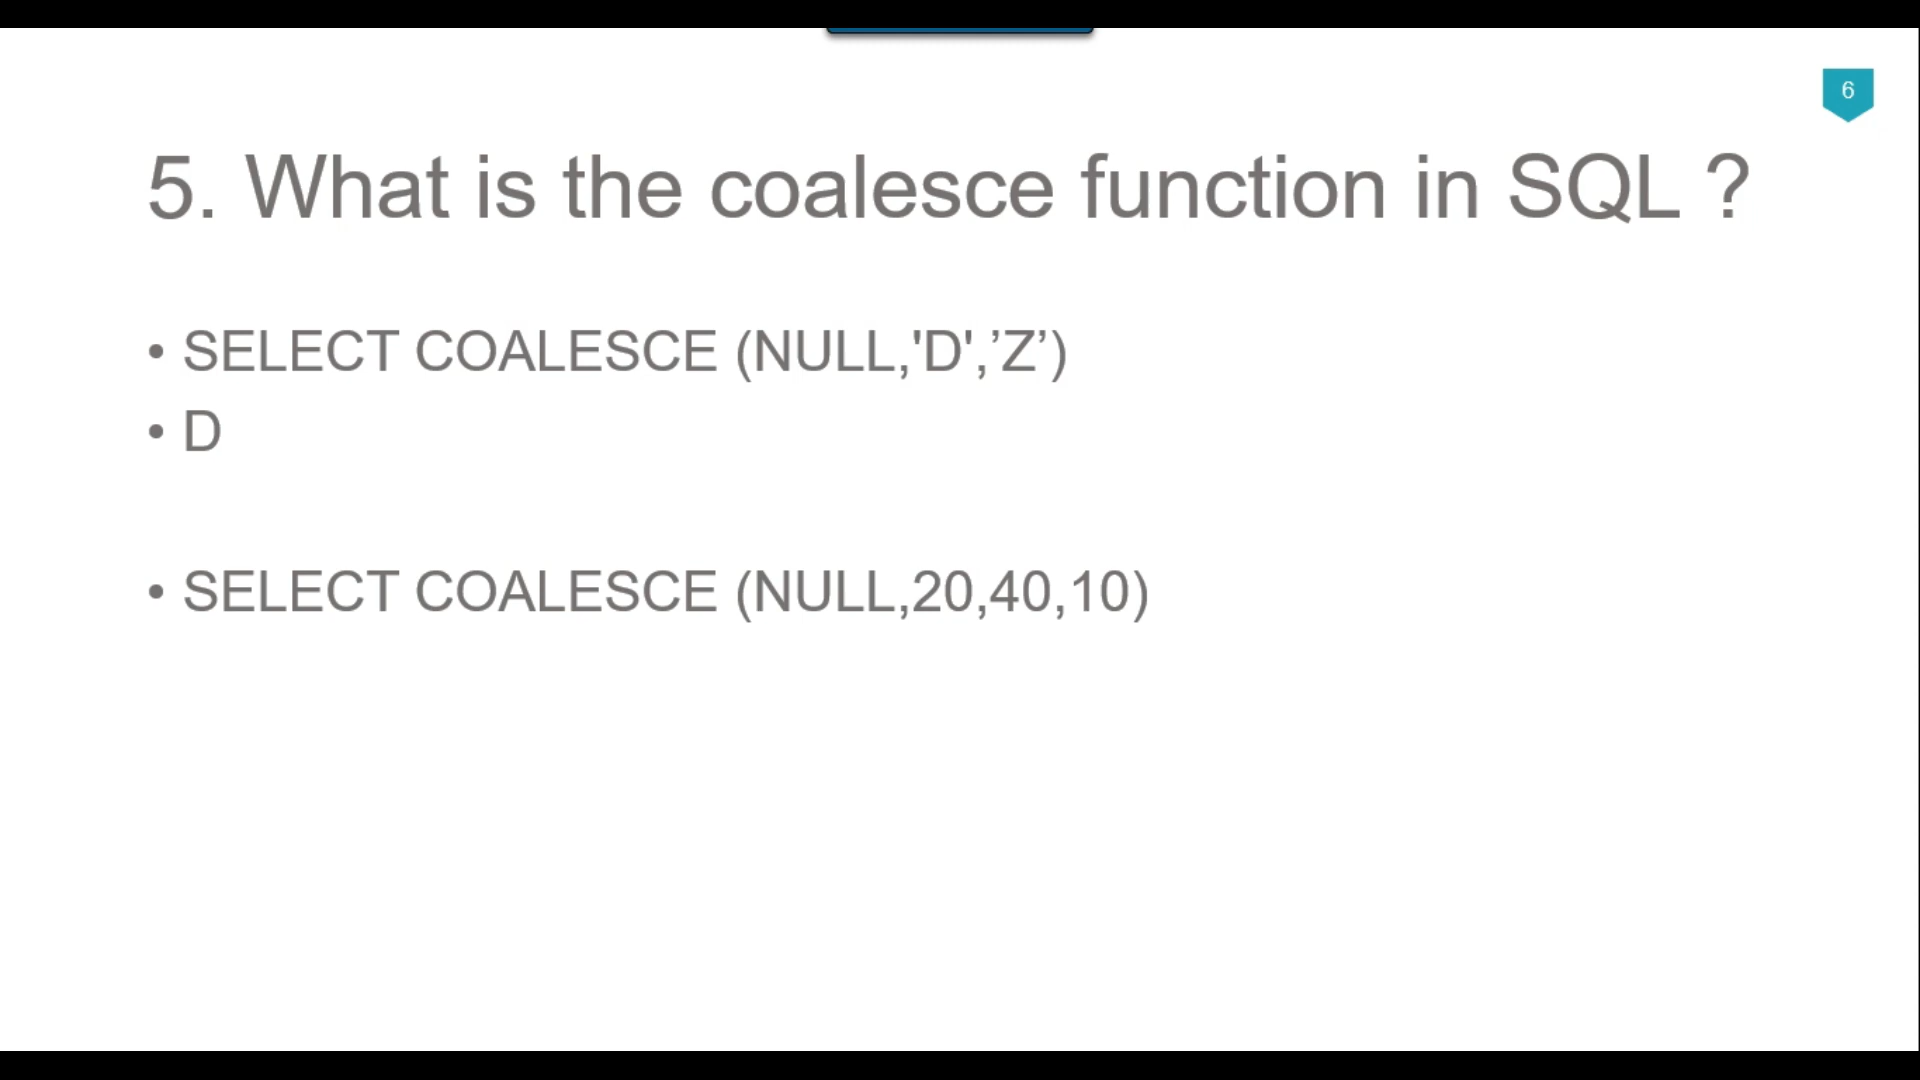 6
5. What is the coalesce function in SQL ?
• SELECT COALESCE (NULL,'D',’Z’)
• D
• SELECT COALESCE (NULL,20,40,10)